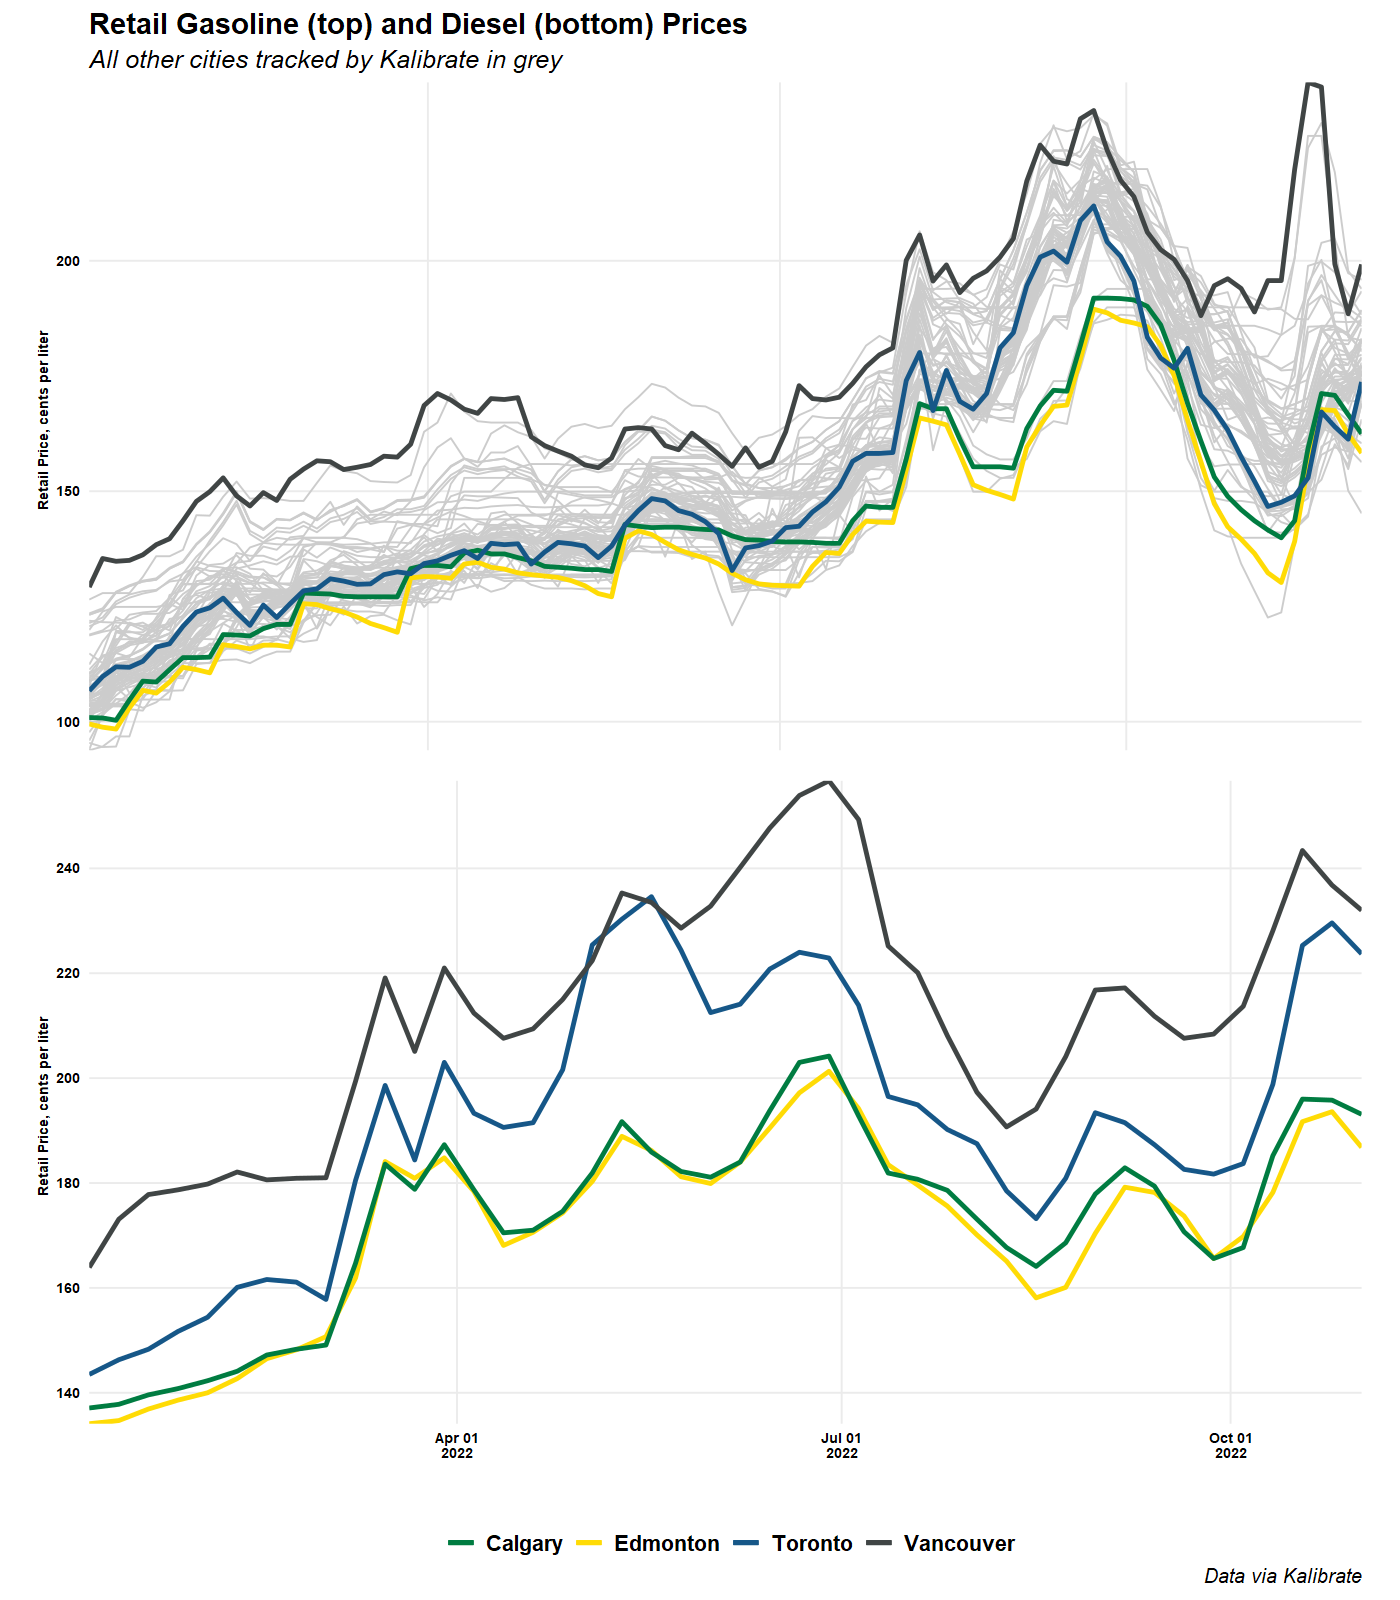 Retail Gasoline (top) and Diesel (bottom) Prices
All other cities tracked by Kalibrate in grey
Retail Price, cents per liter
200
150
100
Retail Price, cents per liter
240
220
200
180
160
140
Apr 01
2022
Jul 01
2022
Oct 01
2022
Calgary
Edmonton
Toronto
Vancouver
Data via Kalibrate